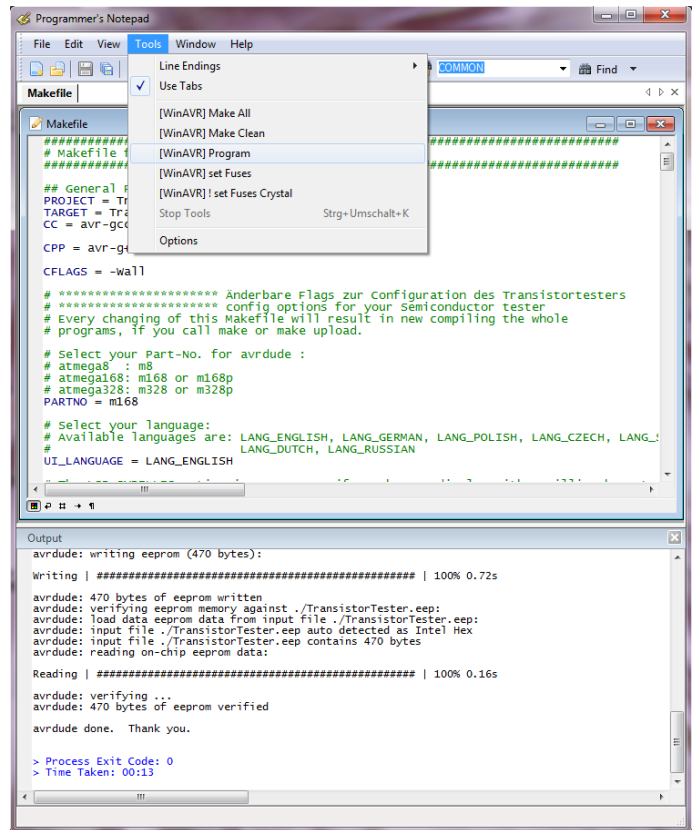 Programmer's Notepad
File Edit View Tools Window Help
COMMON Find
Line Endings
Use Tabs
[WinAVR] Make All
[WinAVR] Make Clean
[WinAVR] Program
[WinAVR] set Fuses
[WinAVR] ! set Fuses Crystal
Stop Tools Strg+Umschalt+K
Options
Makefile
Makefile
# Makefile
## General
PROJECT =
TARGET =
CC =
CPP =
CFLAGS = -Wall
# ********************** Änderbare Flags zur Configuration des Transistortesters
# ********************** config options for your Semiconductor tester
# Every changing of this Makefile will result in new compiling the whole
# programs, if you call make or make upload.
# Select your Part-No. for avrdude :
# atmega8 : m8
# atmega168: m168 or m168p
# atmega328: m328 or m328p
PARTNO = m168
# Select your language:
# Available languages are: LANG_ENGLISH, LANG_GERMAN, LANG_POLISH, LANG_CZECH,
# LANG_DUTCH, LANG_RUSSIAN
UI_LANGUAGE = LANG_ENGLISH
Output
avrdude: writing eeprom (470 bytes):
Writing | ################################################## | 100% 0.72s
avrdude: 470 bytes of eeprom written
avrdude: verifying eeprom memory against ./TransistorTester.eep:
avrdude: load data eeprom data from input file ./TransistorTester.eep:
avrdude: input file ./TransistorTester.eep auto detected as Intel Hex
avrdude: input file ./TransistorTester.eep contains 470 bytes
avrdude: reading on-chip eeprom data:
Reading | ################################################## | 100% 0.16s
avrdude: verifying ...
avrdude: 470 bytes of eeprom verified
avrdude done. Thank you.
> Process Exit Code: 0
> Time Taken: 00:13